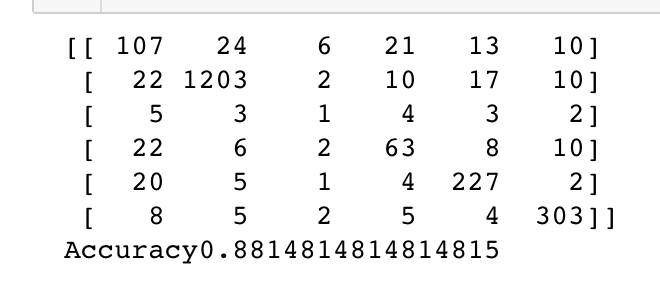 [[ 107 24 6 21 13 10]
[ 22 1203 2 10 17 10]
[ 5 3 1 4 3 2]
[ 22 6 2 63 8 10]
[ 20 5 1 4 227 2]
[ 8 5 2 5 4 303]]
Accuracy0.8814814814814815